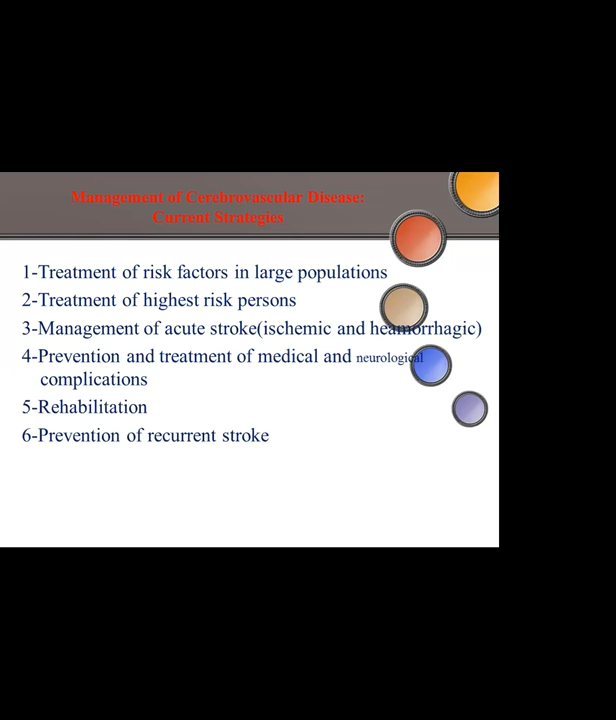 Management of Cerebrovascular Disease:
Current Strategies
1-Treatment of risk factors in large populations
2-Treatment of highest risk persons
3-Management of acute stroke(ischemic and heamorrhagic)
4-Prevention and treatment of medical and neurological
complications
5-Rehabilitation
6-Prevention of recurrent stroke